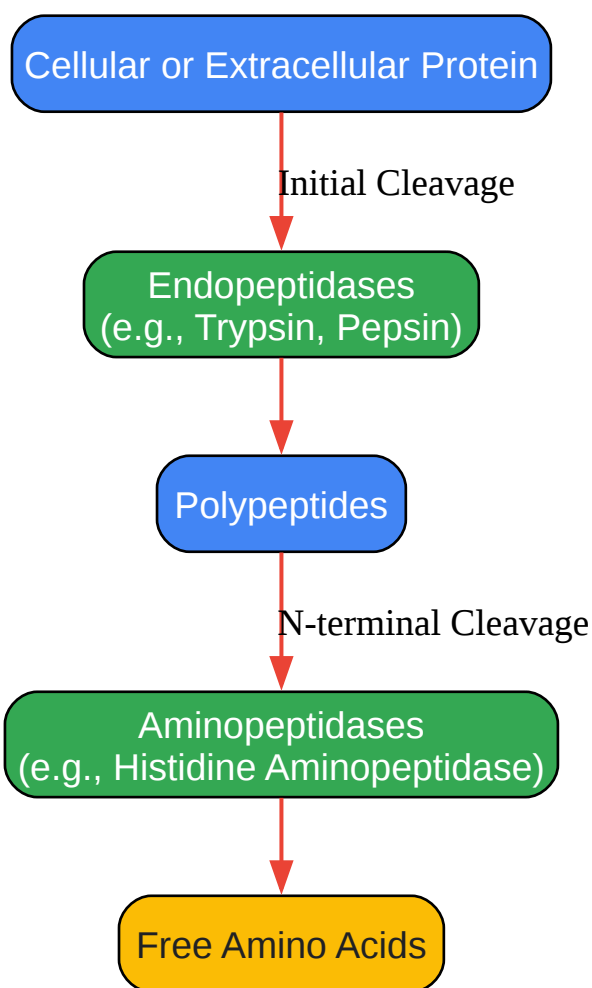 Cellular or Extracellular Protein
Initial Cleavage
Endopeptidases
(e.g., Trypsin, Pepsin)
Polypeptides
N-terminal Cleavage
Aminopeptidases
(e.g., Histidine Aminopeptidase)
Free Amino Acids